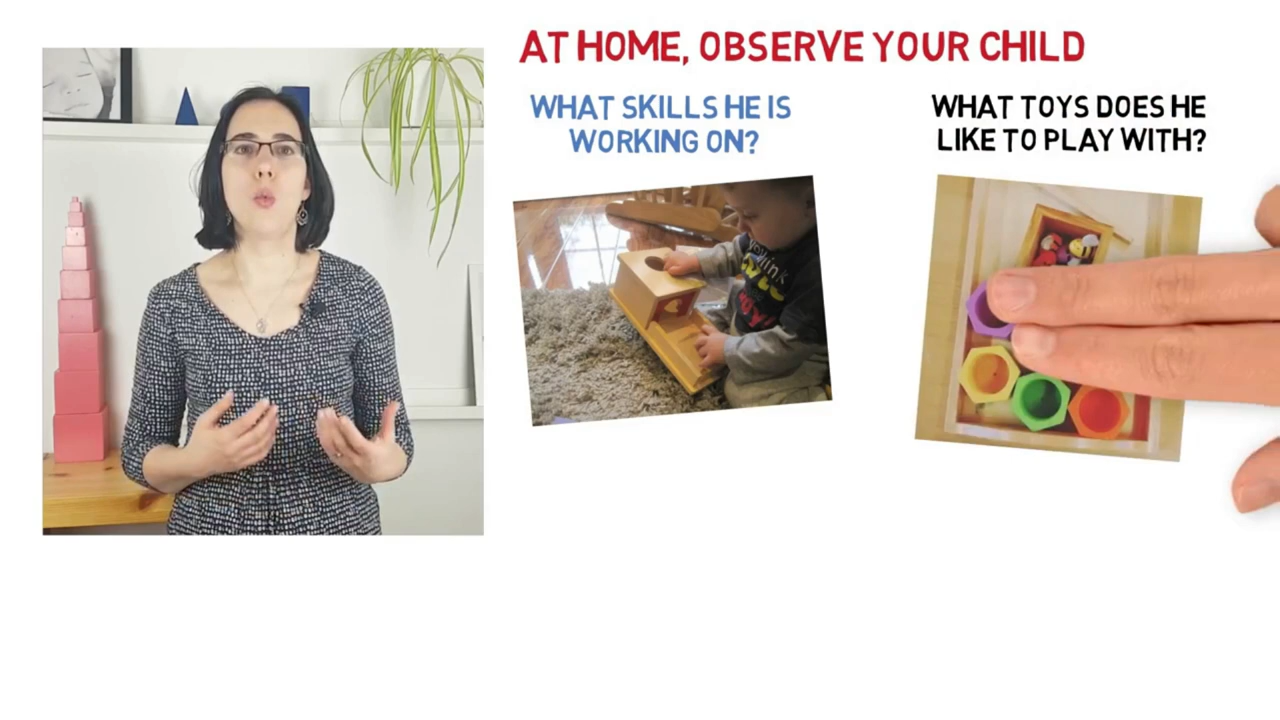 AT HOME, OBSERVE YOUR CHILD
WHAT SKILLS HE IS
WORKING ON?
WHAT TOYS DOES HE
LIKE TO PLAY WITH?